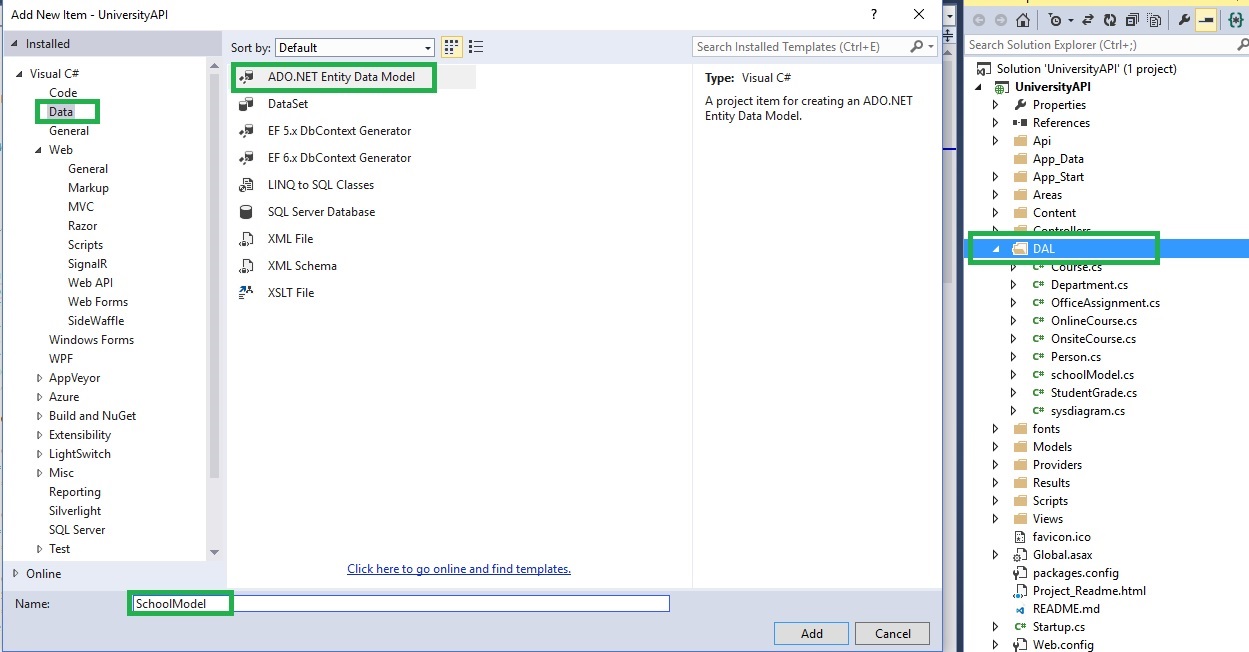 Add New Item - UniversityAPI
?
Installed
Visual C#
Code
Data
General
Web
General
Markup
MVC
Razor
Scripts
SignalR
Web API
Web Forms
SideWaffle
Windows Forms
WPF
AppVeyor
Azure
Build and NuGet
Extensibility
LightSwitch
Misc
Reporting
Silverlight
SQL Server
Test
Online
Sort by: Default
Search Installed Templates (Ctrl+E)
ADO.NET Entity Data Model
DataSet
EF 5.x DbContext Generator
EF 6.x DbContext Generator
LINQ to SQL Classes
SQL Server Database
XML File
XML Schema
XSLT File
Click here to go online and find templates.
Type: Visual C#
A project item for creating an ADO.NET
Entity Data Model.
Name: SchoolModel
Add Cancel
Search Solution Explorer (Ctrl+;)
Solution 'UniversityAPI' (1 project)
UniversityAPI
Properties
References
Api
App_Data
App_Start
Areas
Content
Controllers
DAL
C# Course.cs
C# Department.cs
C# OfficeAssignment.cs
C# OnlineCourse.cs
C# OnsiteCourse.cs
C# Person.cs
C# schoolModel.cs
C# StudentGrade.cs
C# sysdiagram.cs
fonts
Models
Providers
Results
Scripts
Views
favicon.ico
Global.asax
packages.config
Project_Readme.html
README.md
C# Startup.cs
Web.config